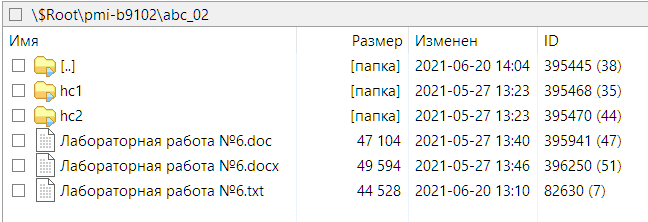 \$Root\pmi-b9102\abc_02
Имя Размер Изменен ID
[..] [папка] 2021-06-20 14:04 395445 (38)
hc1 [папка] 2021-05-27 13:23 395468 (35)
hc2 [папка] 2021-05-27 13:23 395470 (44)
Лабораторная работа №6.doc 47 104 2021-05-27 13:40 395941 (47)
Лабораторная работа №6.docx 49 594 2021-05-27 13:46 396250 (51)
Лабораторная работа №6.txt 44 528 2021-06-20 13:10 82630 (7)